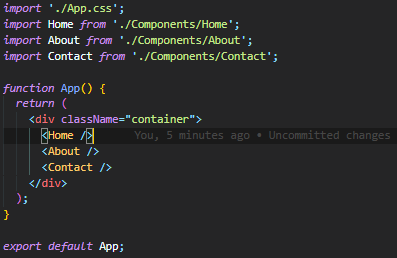 import './App.css';
import Home from './Components/Home';
import About from './Components/About';
import Contact from './Components/Contact';

function App() {
  return (
    <div className="container">
      <Home />     You, 5 minutes ago • Uncommitted changes
      <About />
      <Contact />
    </div>
  );
}

export default App;